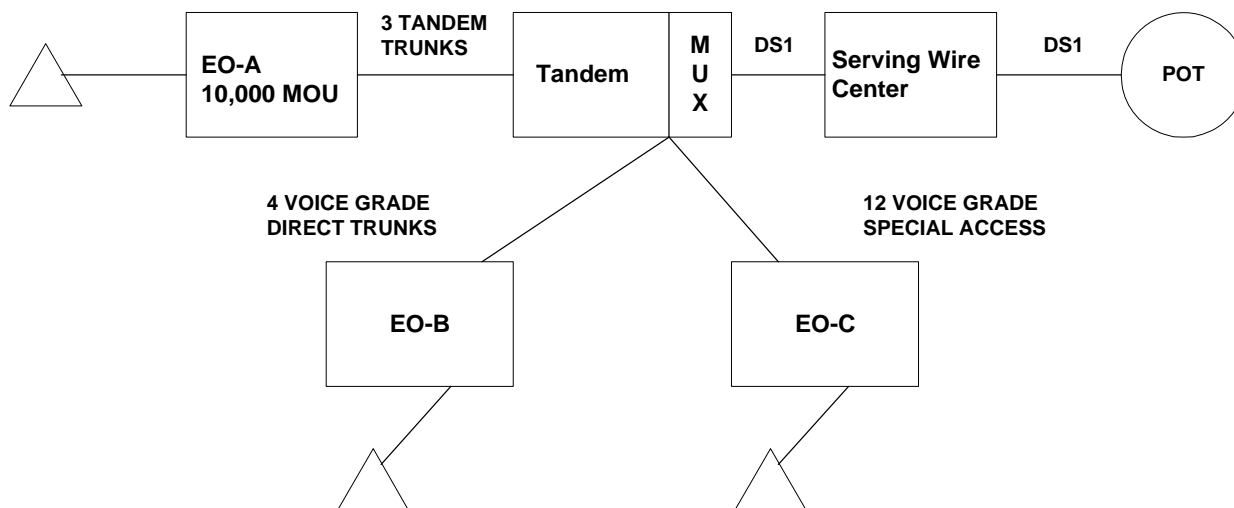 3 TANDEM
TRUNKS
EO-A
10,000 MOU
Tandem
M
U
X
DS1
Serving Wire
Center
DS1
POT
4 VOICE GRADE
DIRECT TRUNKS
12 VOICE GRADE
SPECIAL ACCESS
EO-B
EO-C